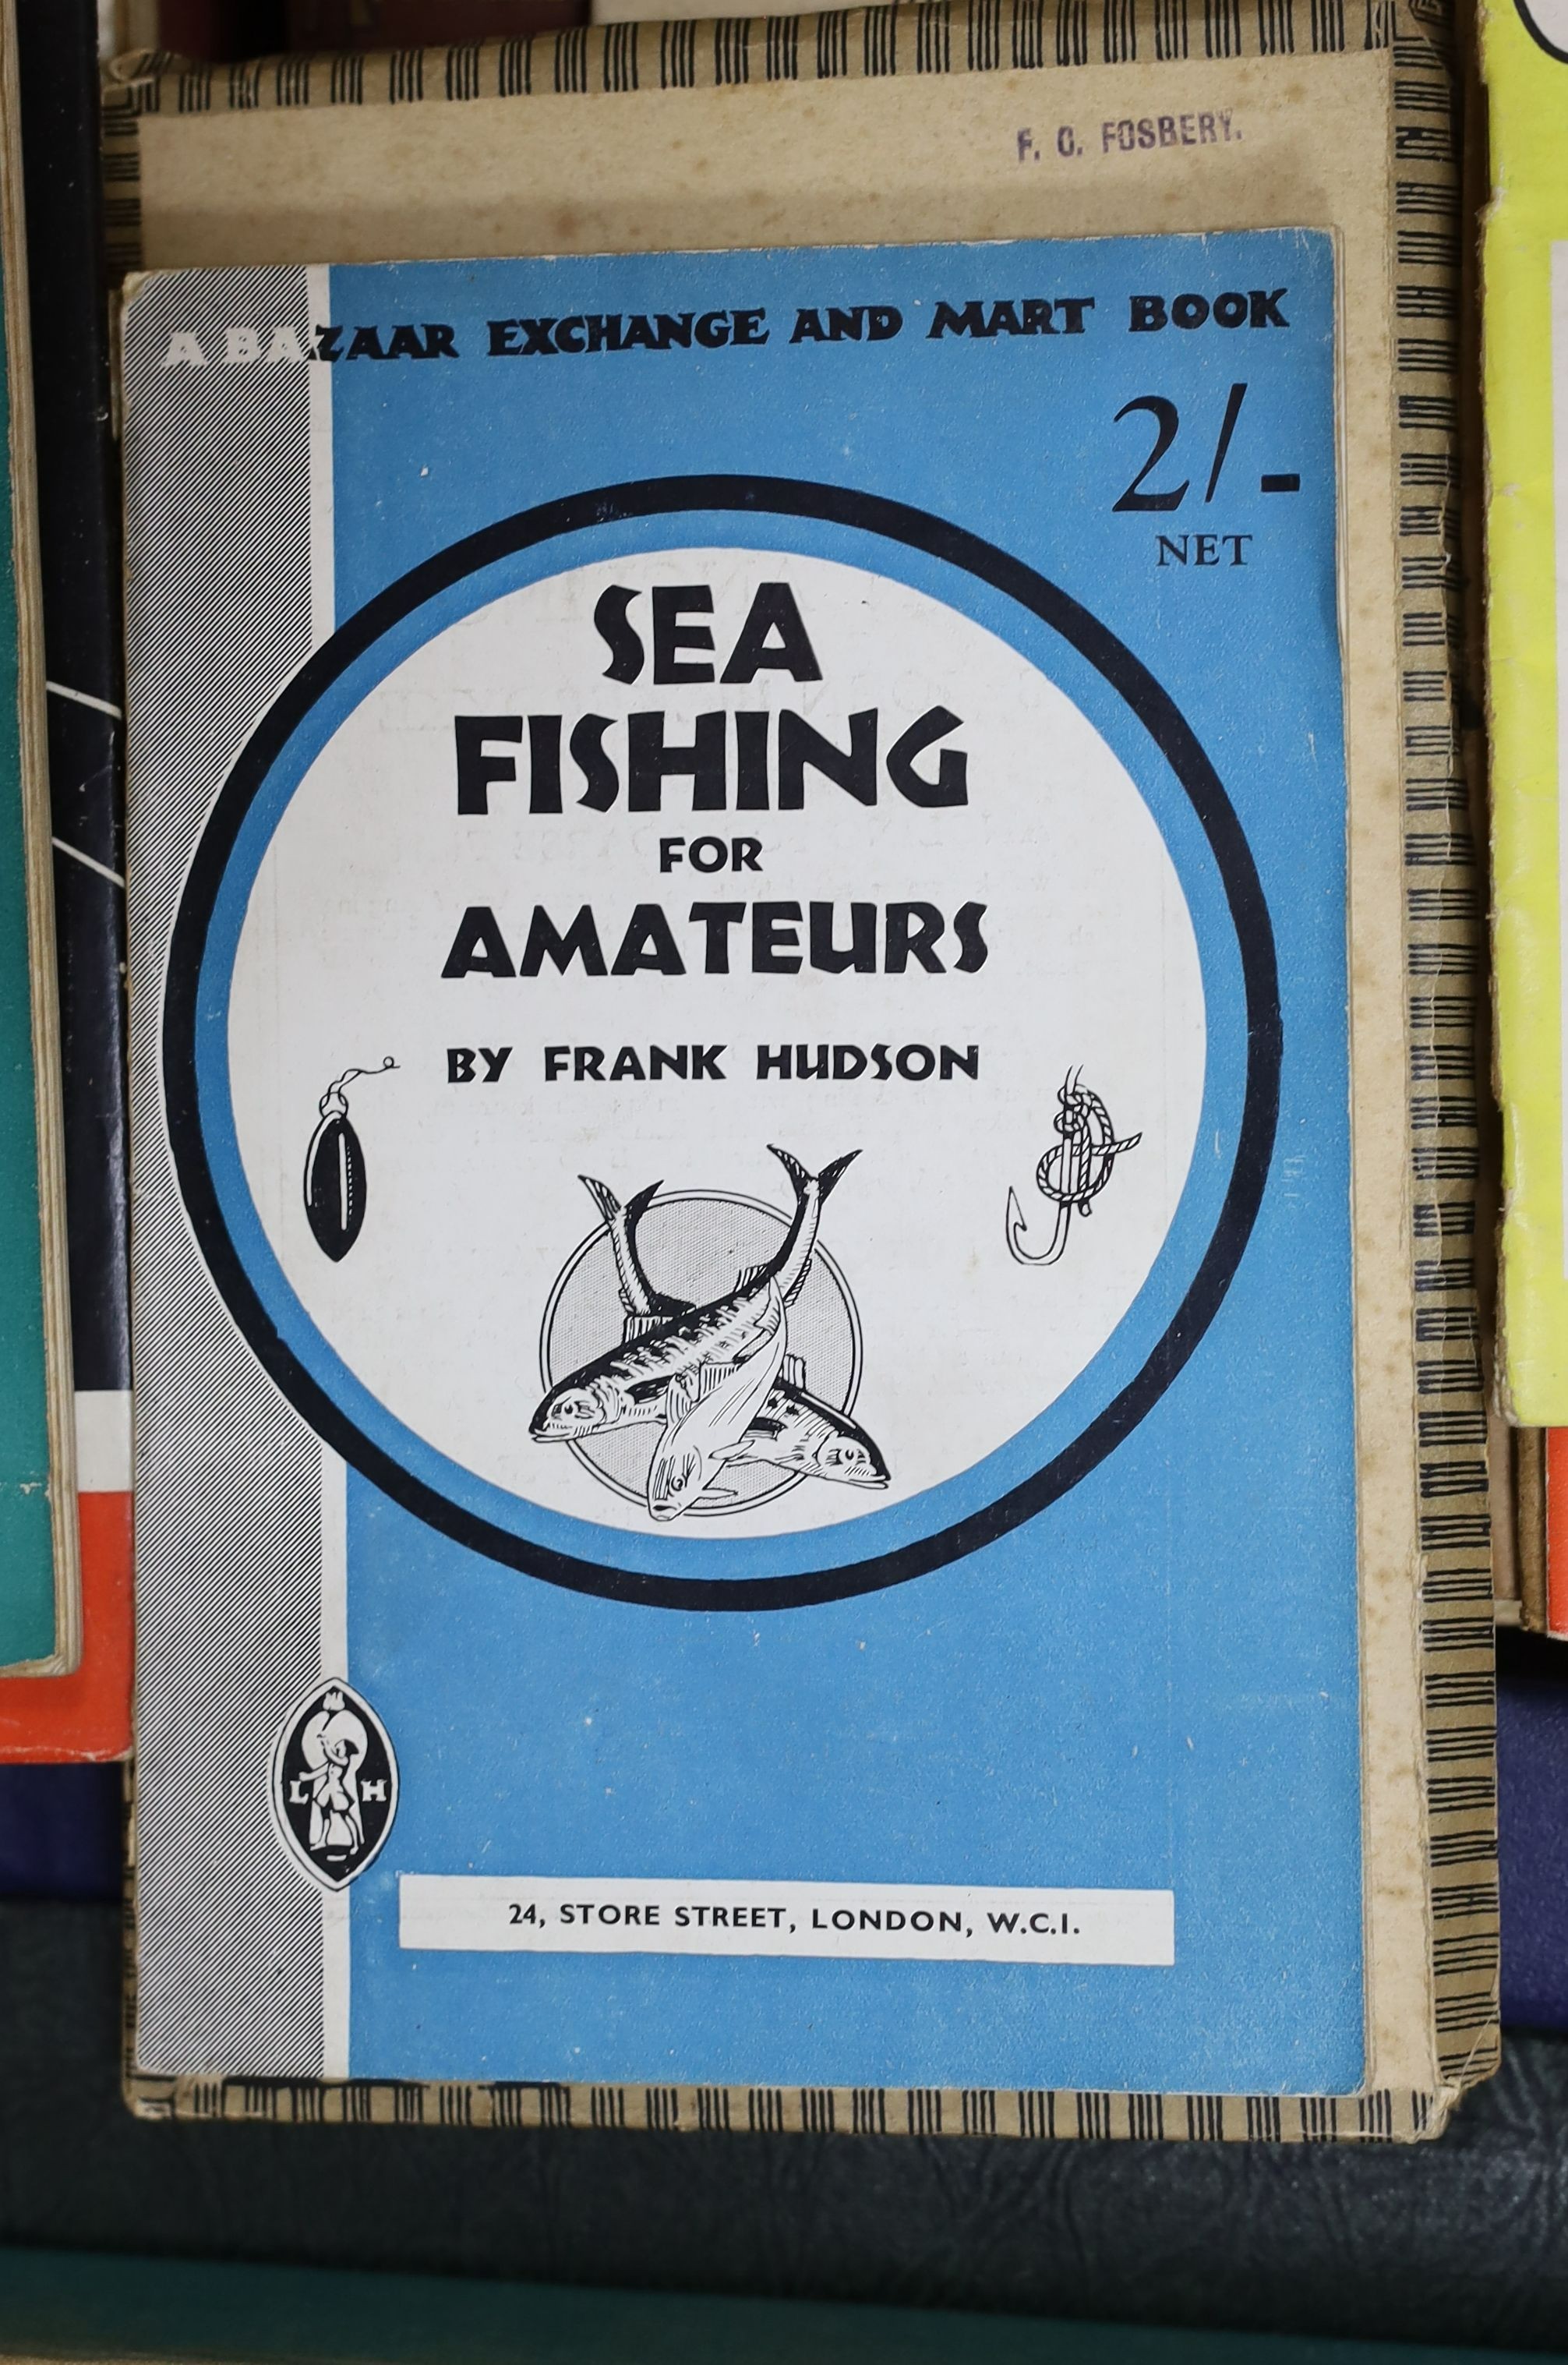 F. C. FOSBERY.
A BAZAAR EXCHANGE AND MART BOOK
2/-
NET
SEA
FISHING
FOR
AMATEURS
BY FRANK HUDSON
L H
24, STORE STREET, LONDON, W.C.1.